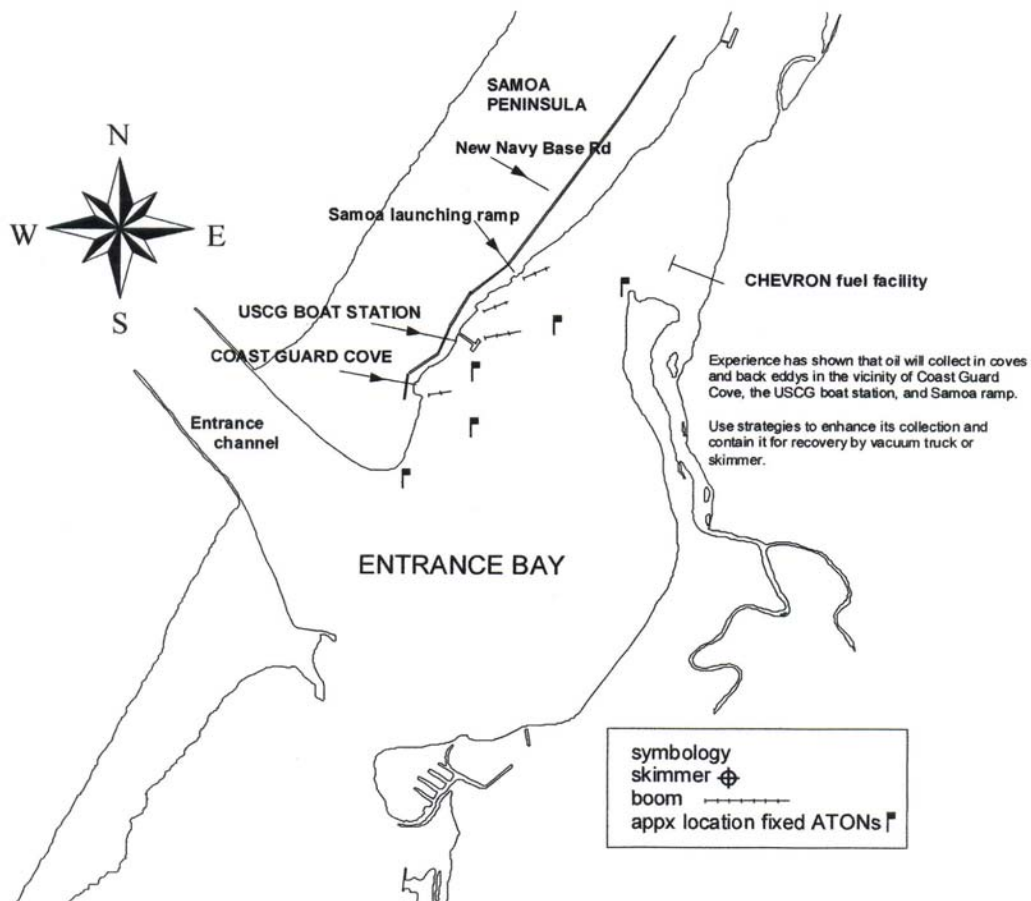 SAMOA
PENINSULA
New Navy Base Rd
Samoa launching ramp
N
W
E
S
CHEVRON fuel facility
USCG BOAT STATION
COAST GUARD COVE
Experience has shown that oil will collect in coves
and back eddys in the vicinity of Coast Guard
Cove, the USCG boat station, and Samoa ramp.
Use strategies to enhance its collection and
contain it for recovery by vacuum truck or
skimmer.
Entrance
channel
ENTRANCE BAY
symbology
skimmer
boom
appx location fixed ATONs